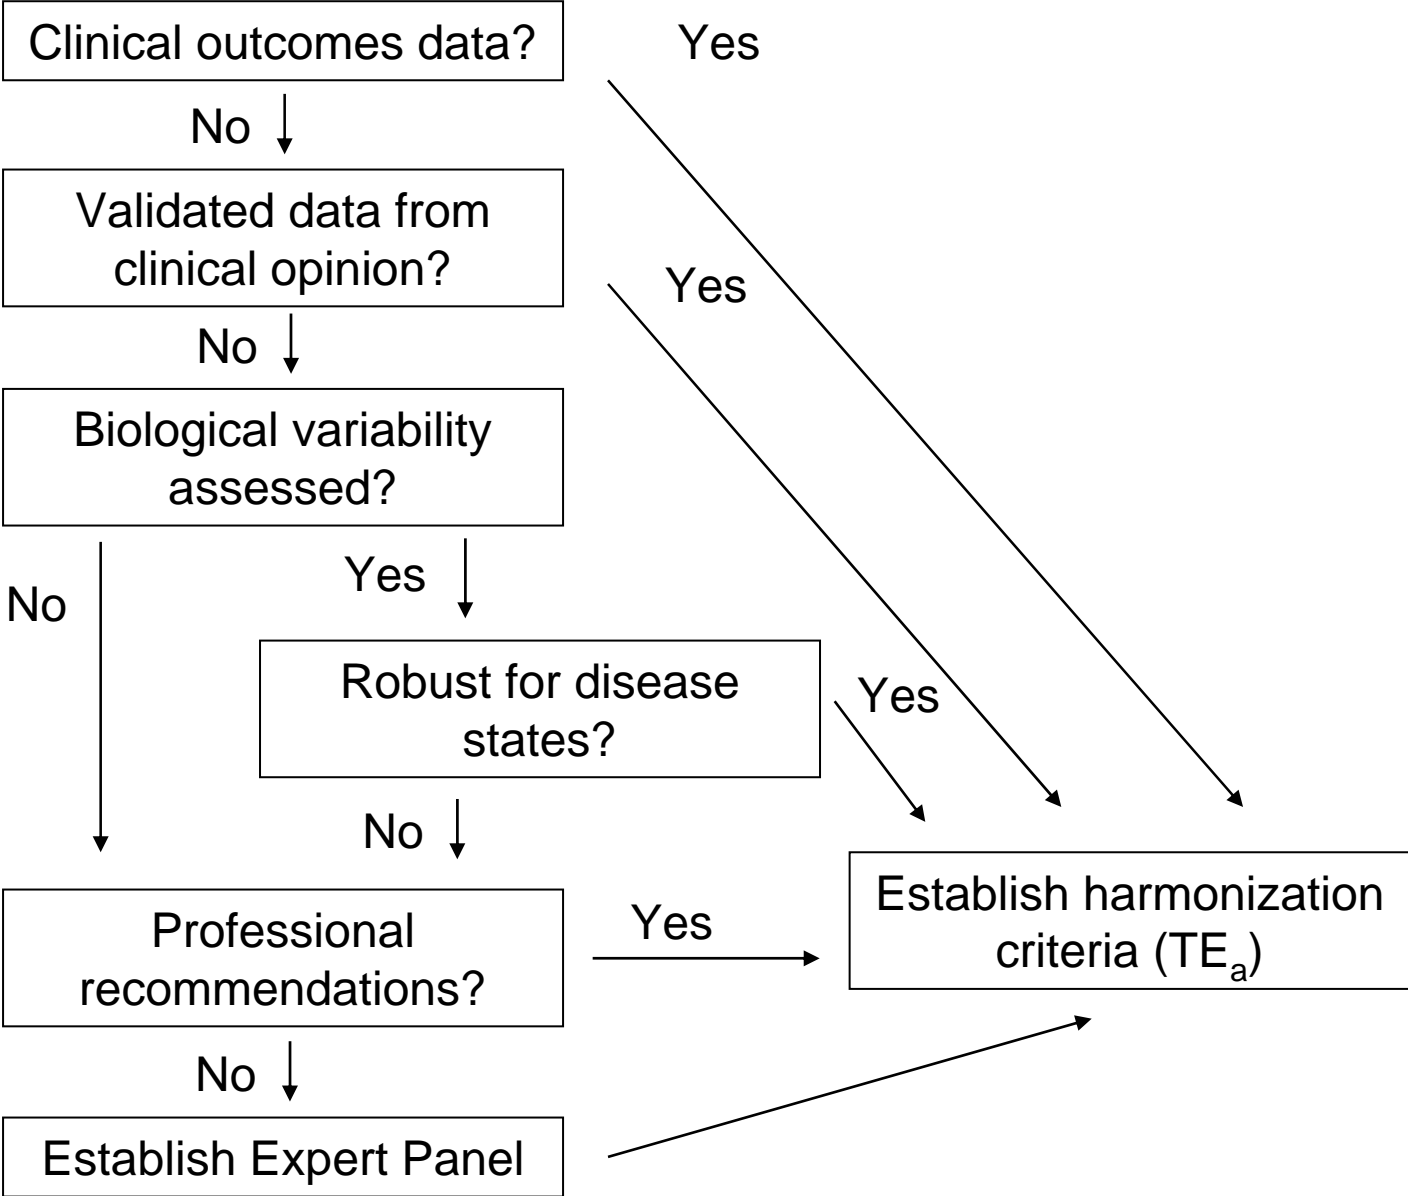 Clinical outcomes data?
Yes
No
Validated data from
clinical opinion?
Yes
No
Biological variability
assessed?
Yes
No
Robust for disease
states?
Yes
No
Establish harmonization
criteria (TEa)
Professional
recommendations?
Yes
No
Establish Expert Panel